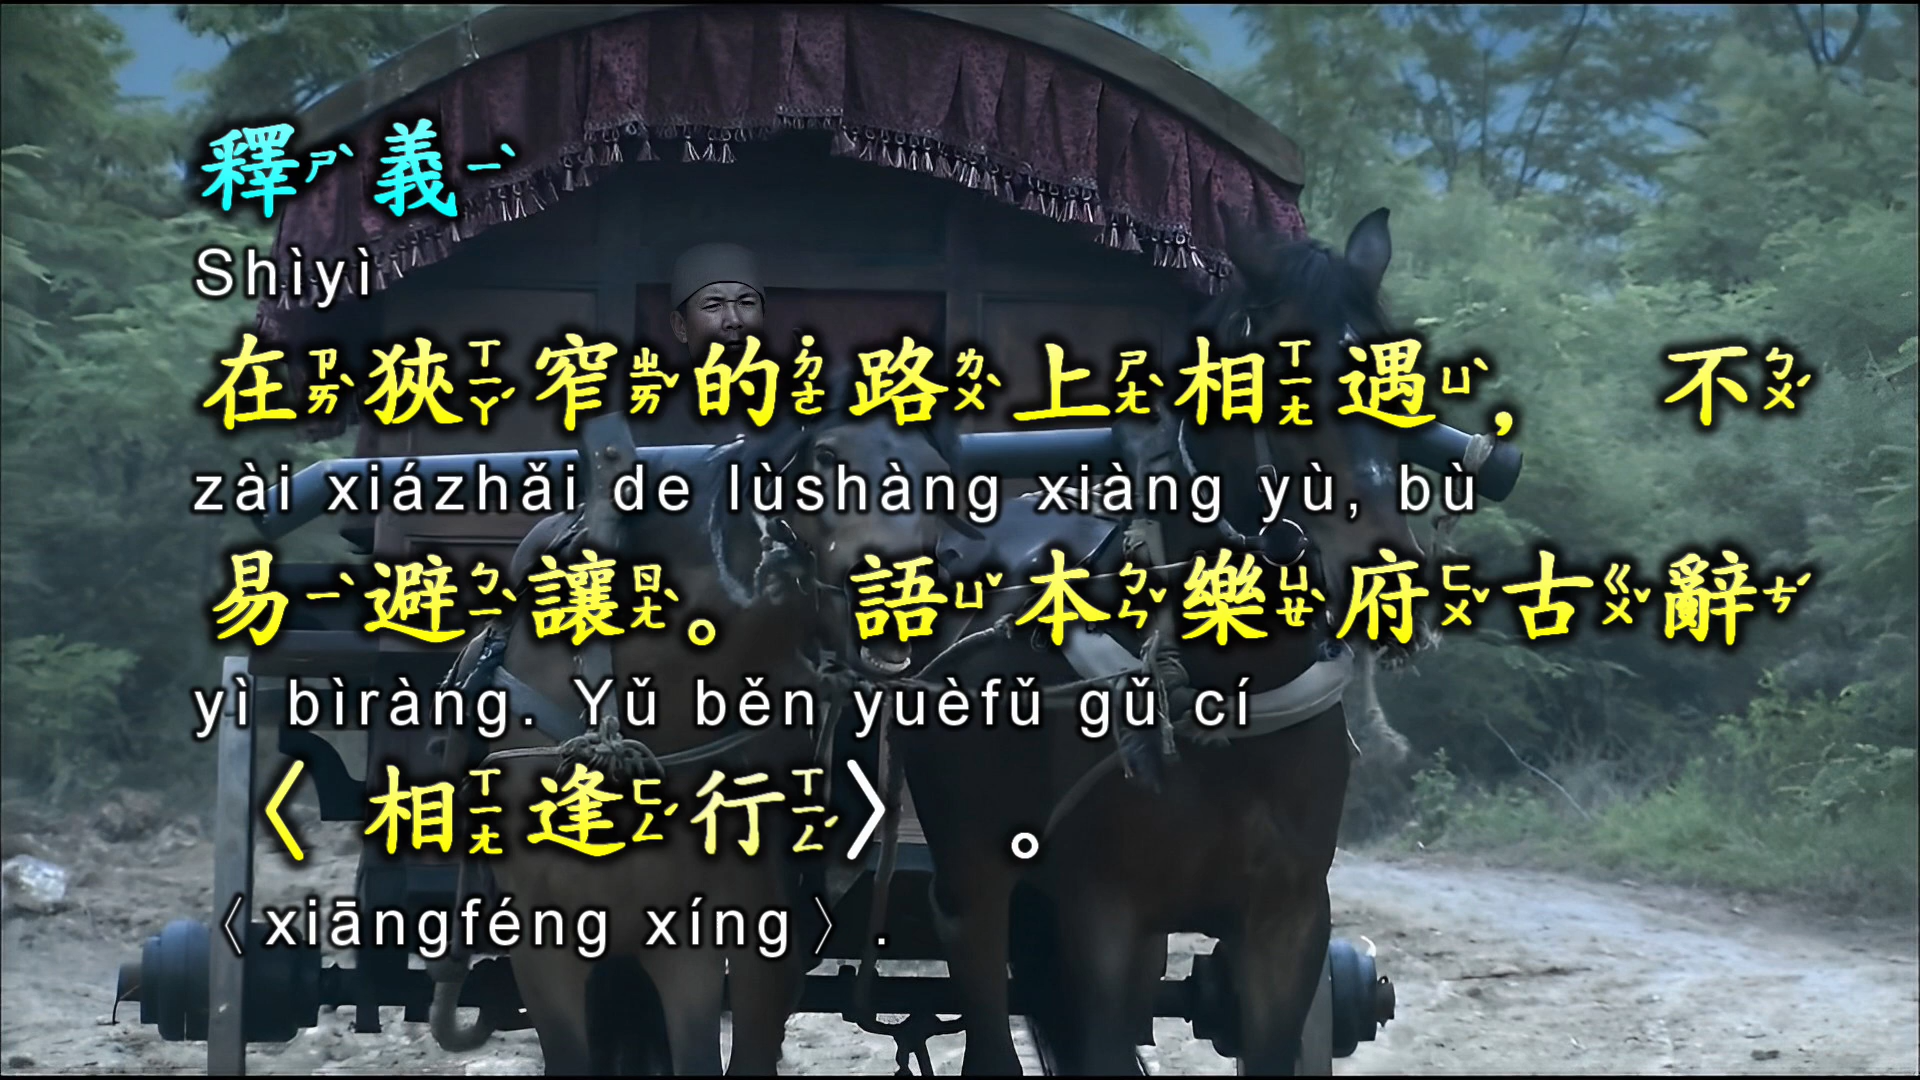 釋ㄕˋ義ㄧˋ
Shìyì
在ㄗㄞˋ狹ㄒㄧㄚˊ窄ㄓㄞˇ的˙ㄉㄜ路ㄌㄨˋ上ㄕㄤˋ相ㄒㄧㄤ遇ㄩˋ，不ㄅㄨˊ
zài xiázhǎi de lùshàng xiàng yù, bù
易ㄧˋ避ㄅㄧˋ讓ㄖㄤˋ。語ㄩˇ本ㄅㄣˇ樂ㄩㄝˋ府ㄈㄨˇ古ㄍㄨˇ辭ㄘˊ
yì bìràng. Yǔ běn yuèfǔ gǔ cí
〈相ㄒㄧㄤ逢ㄈㄥˊ行ㄒㄧㄥˊ〉。
〈xiāngféng xíng〉.